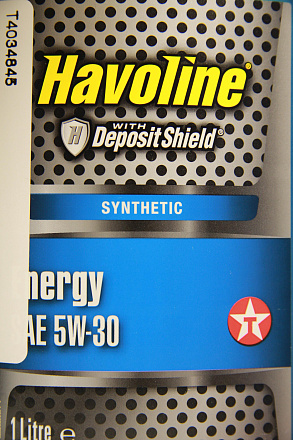 T4034845
Havoline®
WITH
H DepositShield®
SYNTHETIC
nergy
AE 5W-30
T
1 Litre e